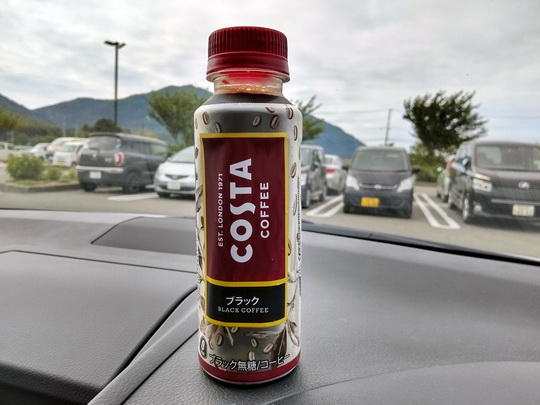 EST. LONDON 1971
COSTA
COFFEE
ブラック
BLACK COFFEE
ブラック無糖/コーヒー